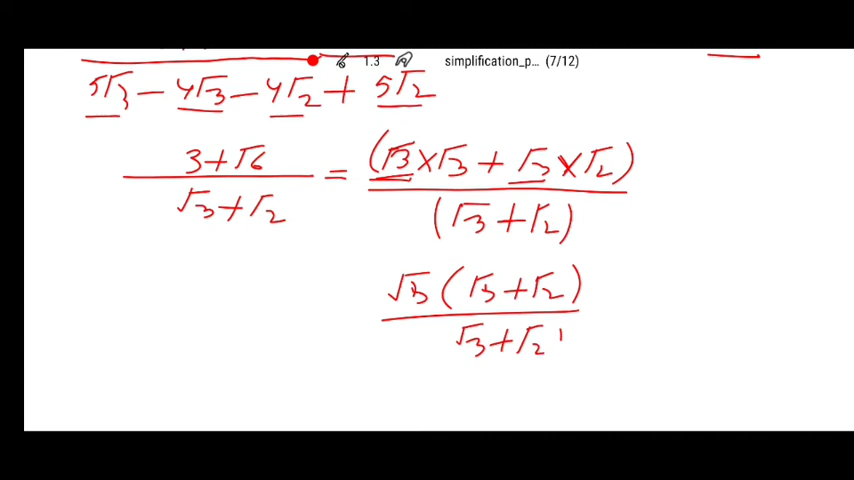 1.3 simplification_p... (7/12)
5√3 − 4√3 − 4√2 + 5√2
3+√6 = (√3×√3 + √3×√2)
√3+√2 (√3+√2)
√3(√3+√2)
√3+√2